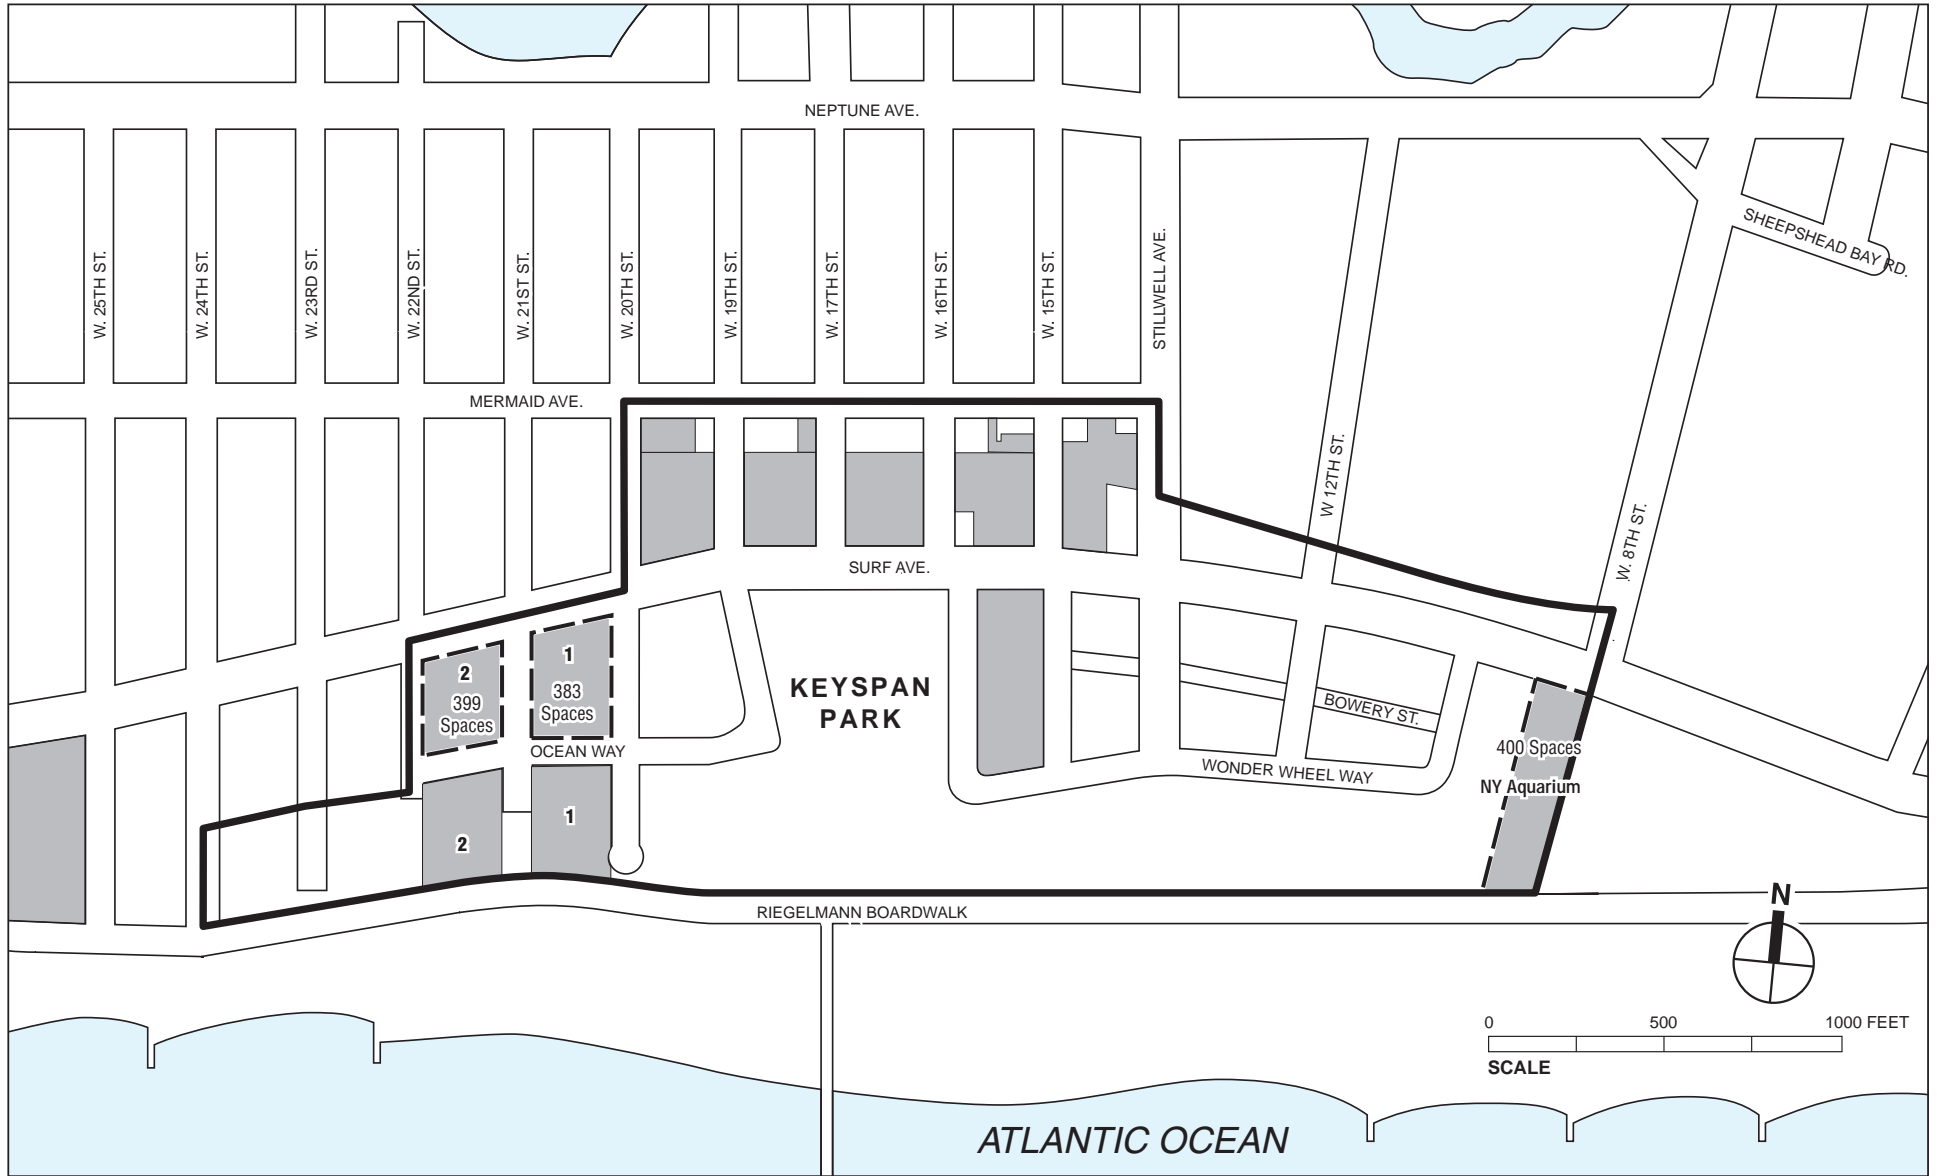 NEPTUNE AVE.
SHEEPSHEAD BAY RD.
W. 25TH ST.
W. 24TH ST.
W. 23RD ST.
W. 22ND ST.
W. 21ST ST.
W. 20TH ST.
W. 19TH ST.
W. 17TH ST.
W. 16TH ST.
W. 15TH ST.
STILLWELL AVE.
MERMAID AVE.
W 12TH ST.
W. 8TH ST.
SURF AVE.
2
399
Spaces
1
383
Spaces
KEYSPAN
PARK
BOWERY ST.
OCEAN WAY
WONDER WHEEL WAY
400 Spaces
NY Aquarium
2
1
RIEGELMANN BOARDWALK
N
0 500 1000 FEET
SCALE
ATLANTIC OCEAN